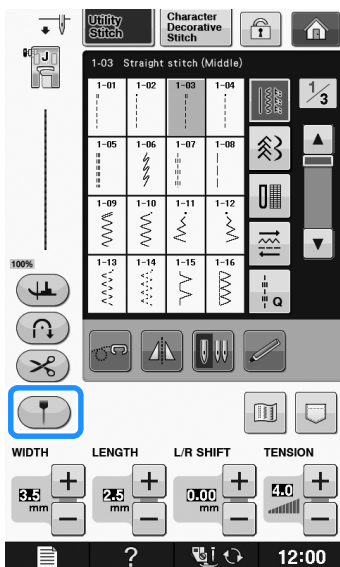 Utility
Stitch
Character
Decorative
Stitch
J
1-03 Straight stitch (Middle)
1/3
1-01 1-02 1-03 1-04
1-05 1-06 1-07 1-08
1-09 1-10 1-11 1-12
1-13 1-14 1-15 1-16
100%
Q
WIDTH LENGTH L/R SHIFT TENSION
3.5 mm 2.5 mm 0.00 mm 4.0
+ + + +
− − − −
? 12:00